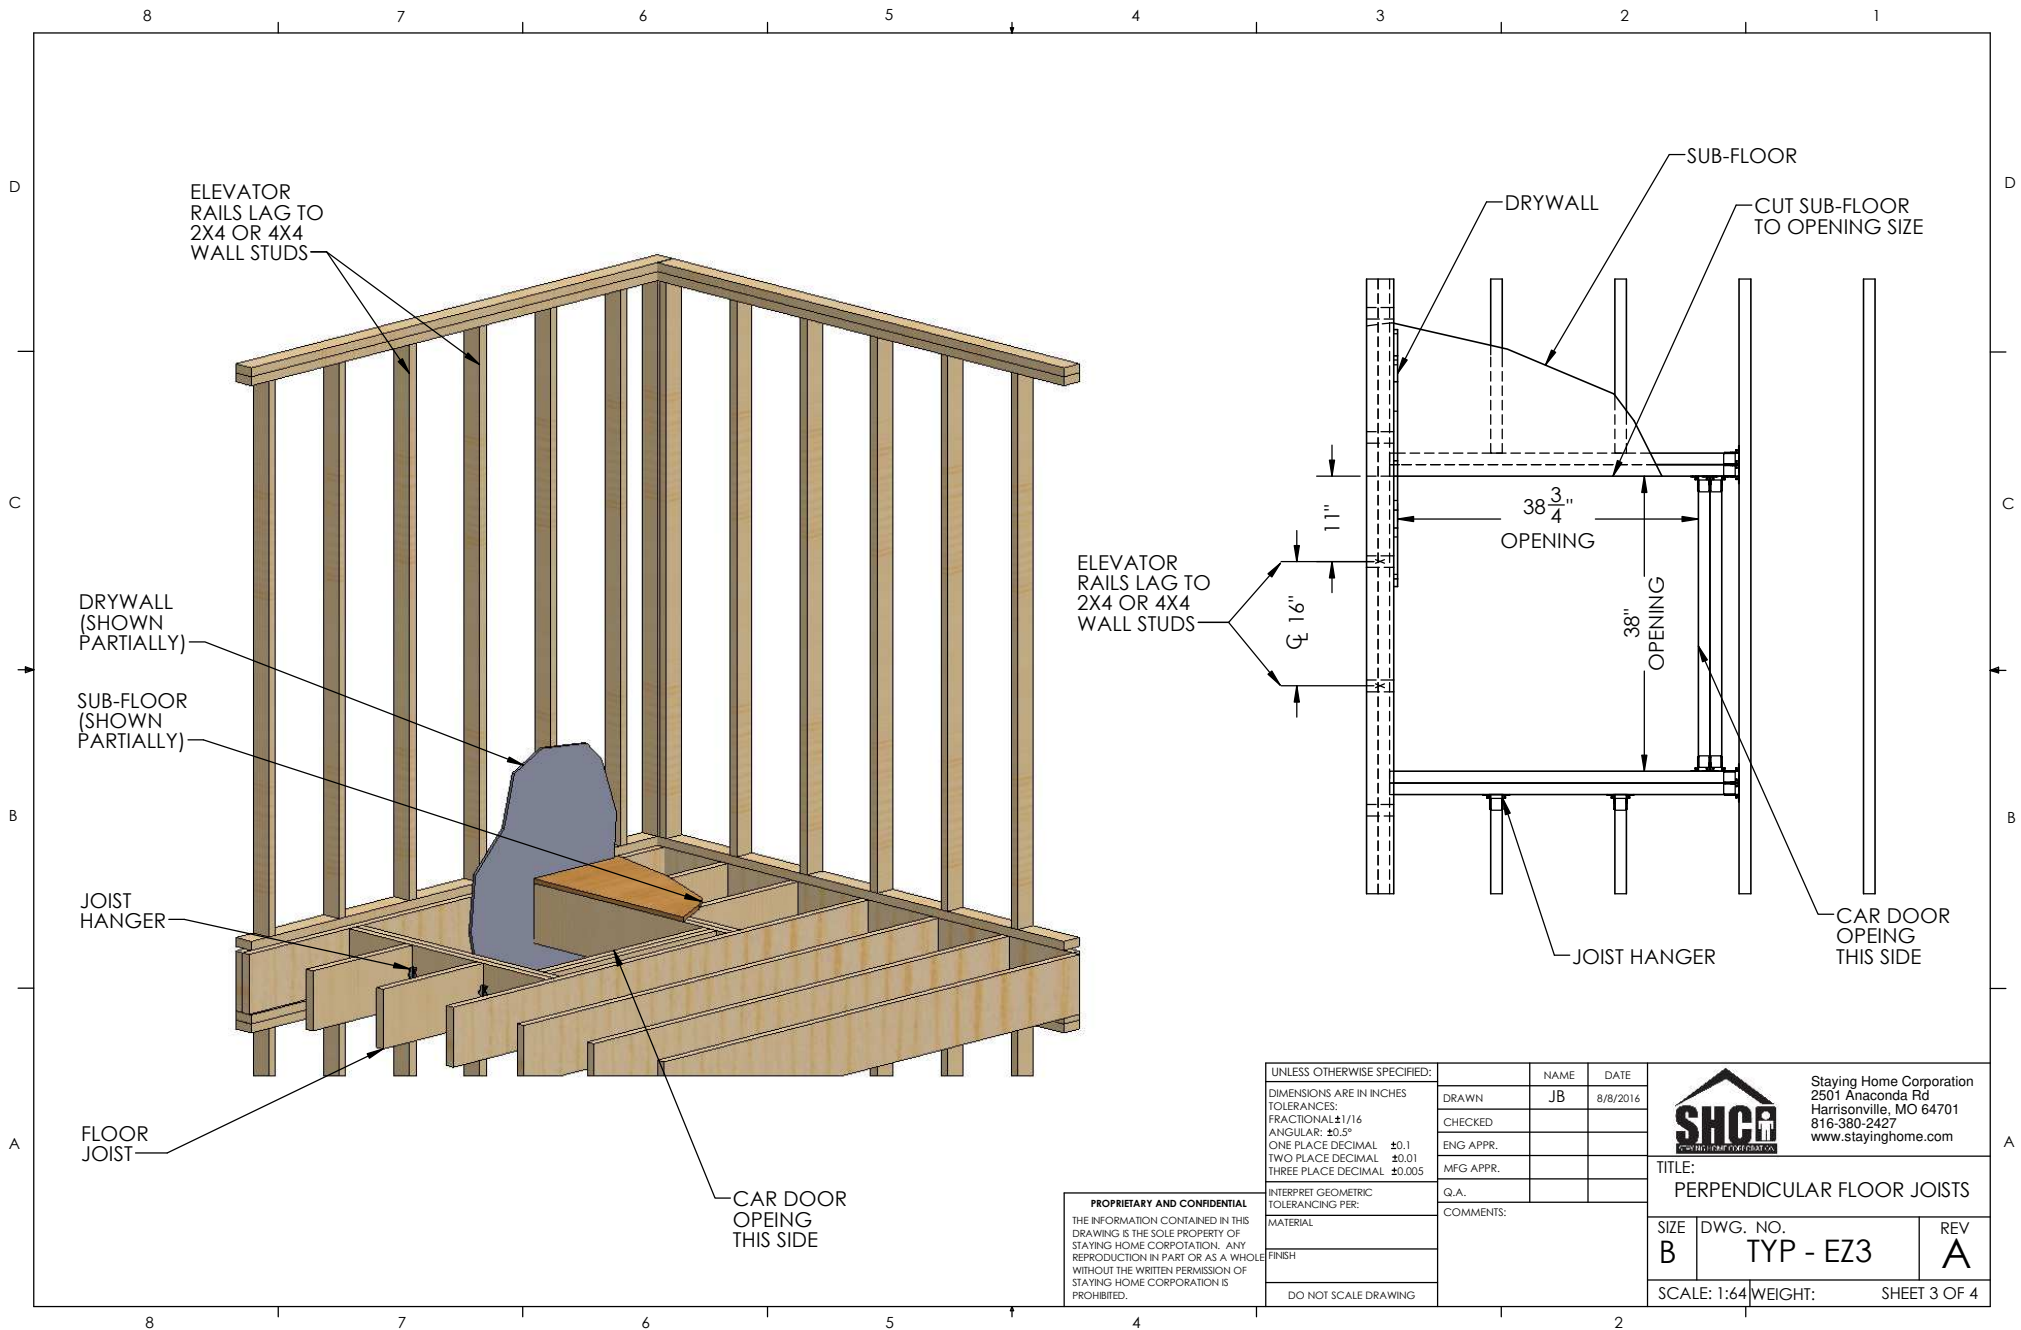 8 7 6 5 4 3 2 1
D
D
C
C
B
B
A
A
ELEVATOR
RAILS LAG TO
2X4 OR 4X4
WALL STUDS
DRYWALL
(SHOWN
PARTIALLY)
SUB-FLOOR
(SHOWN
PARTIALLY)
JOIST
HANGER
FLOOR
JOIST
CAR DOOR
OPEING
THIS SIDE
SUB-FLOOR
DRYWALL
CUT SUB-FLOOR
TO OPENING SIZE
11"
38 3/4"
OPENING
ELEVATOR
RAILS LAG TO
2X4 OR 4X4
WALL STUDS
℄ 16"
38"
OPENING
CAR DOOR
OPEING
THIS SIDE
JOIST HANGER
PROPRIETARY AND CONFIDENTIAL
THE INFORMATION CONTAINED IN THIS
DRAWING IS THE SOLE PROPERTY OF
STAYING HOME CORPOTATION. ANY
REPRODUCTION IN PART OR AS A WHOLE
WITHOUT THE WRITTEN PERMISSION OF
STAYING HOME CORPORATION IS
PROHIBITED.
UNLESS OTHERWISE SPECIFIED:
DIMENSIONS ARE IN INCHES
TOLERANCES:
FRACTIONAL±1/16
ANGULAR: ±0.5°
ONE PLACE DECIMAL ±0.1
TWO PLACE DECIMAL ±0.01
THREE PLACE DECIMAL ±0.005
INTERPRET GEOMETRIC
TOLERANCING PER:
MATERIAL
FINISH
DO NOT SCALE DRAWING
NAME DATE
DRAWN JB 8/8/2016
CHECKED
ENG APPR.
MFG APPR.
Q.A.
COMMENTS:
SHC
STAYING HOME CORPORATION
Staying Home Corporation
2501 Anaconda Rd
Harrisonville, MO 64701
816-380-2427
www.stayinghome.com
TITLE:
PERPENDICULAR FLOOR JOISTS
SIZE DWG. NO. REV
B TYP - EZ3 A
SCALE: 1:64 WEIGHT: SHEET 3 OF 4
8 7 6 5 4 2